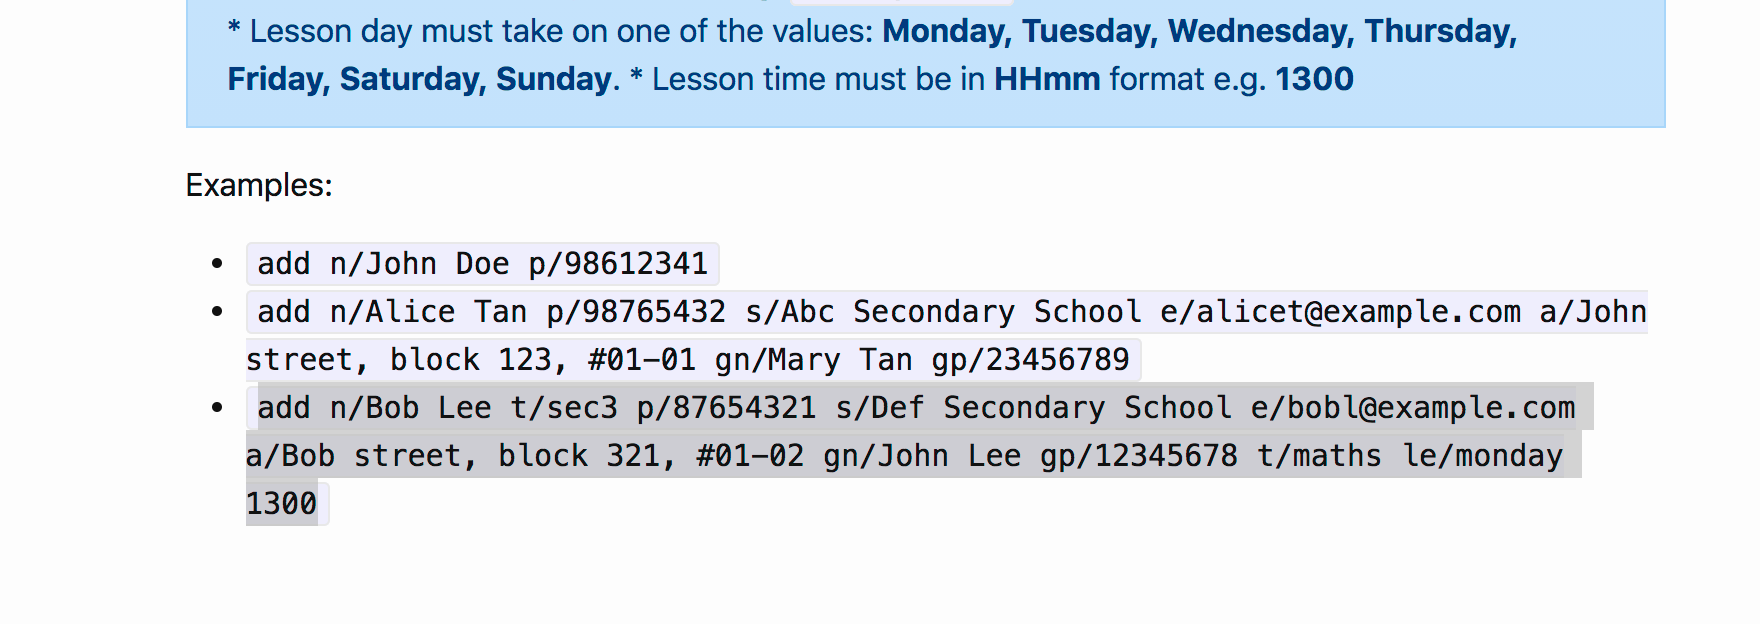 * Lesson day must take on one of the values: Monday, Tuesday, Wednesday, Thursday,
Friday, Saturday, Sunday. * Lesson time must be in HHmm format e.g. 1300
Examples:
• add n/John Doe p/98612341
• add n/Alice Tan p/98765432 s/Abc Secondary School e/alicet@example.com a/John
street, block 123, #01-01 gn/Mary Tan gp/23456789
• add n/Bob Lee t/sec3 p/87654321 s/Def Secondary School e/bobl@example.com
a/Bob street, block 321, #01-02 gn/John Lee gp/12345678 t/maths le/monday
1300